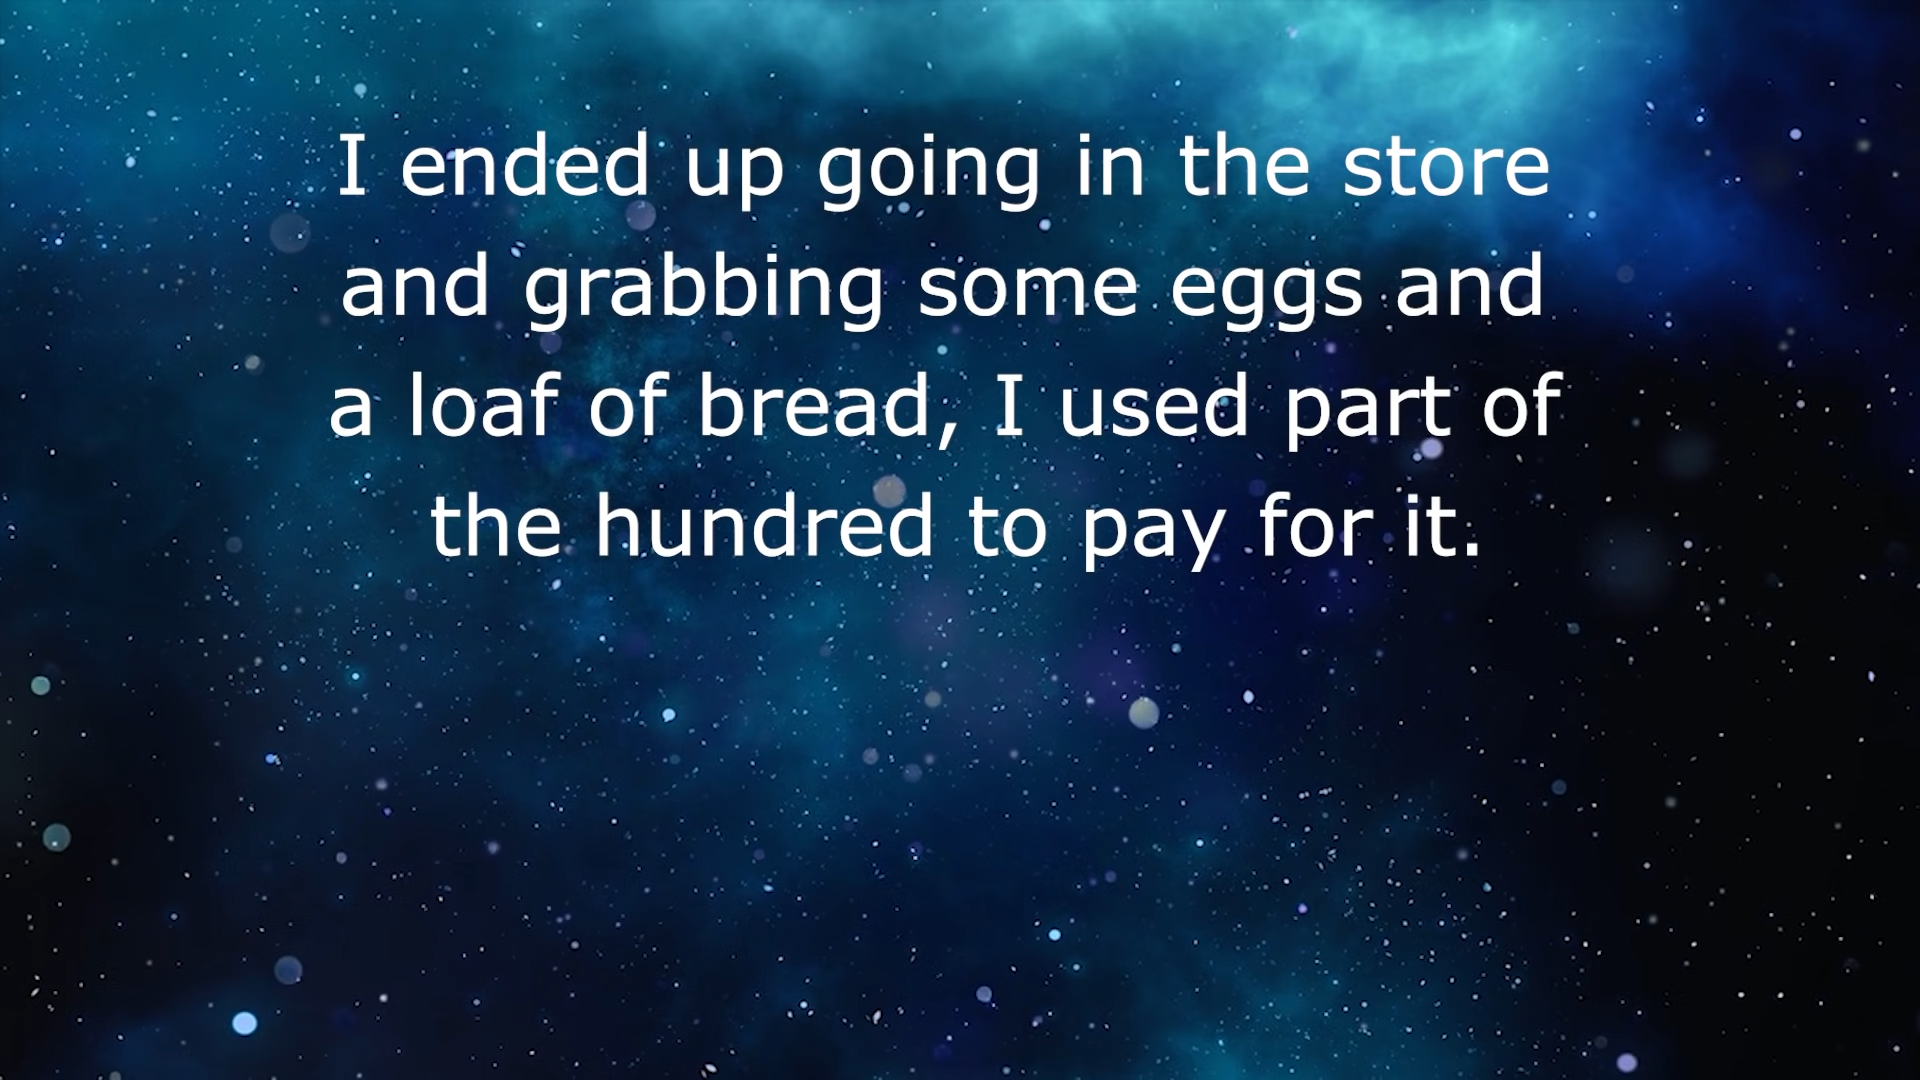 I ended up going in the store
and grabbing some eggs and
a loaf of bread, I used part of
the hundred to pay for it.